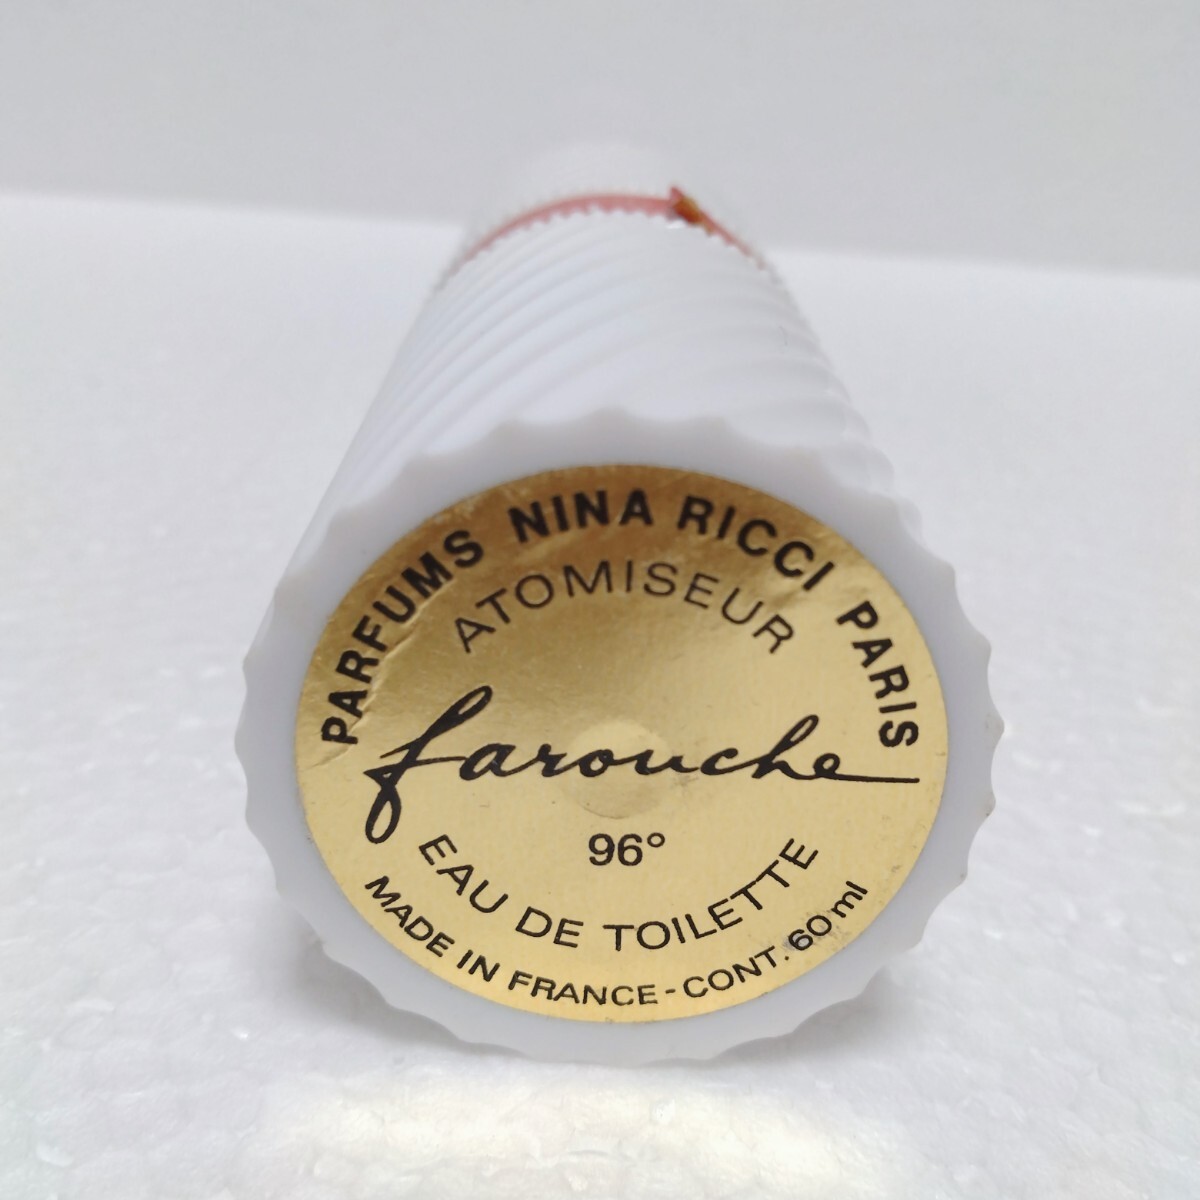 PARFUMS NINA RICCI PARIS
ATOMISEUR
farouche
96°
EAU DE TOILETTE
MADE IN FRANCE - CONT. 60 ml